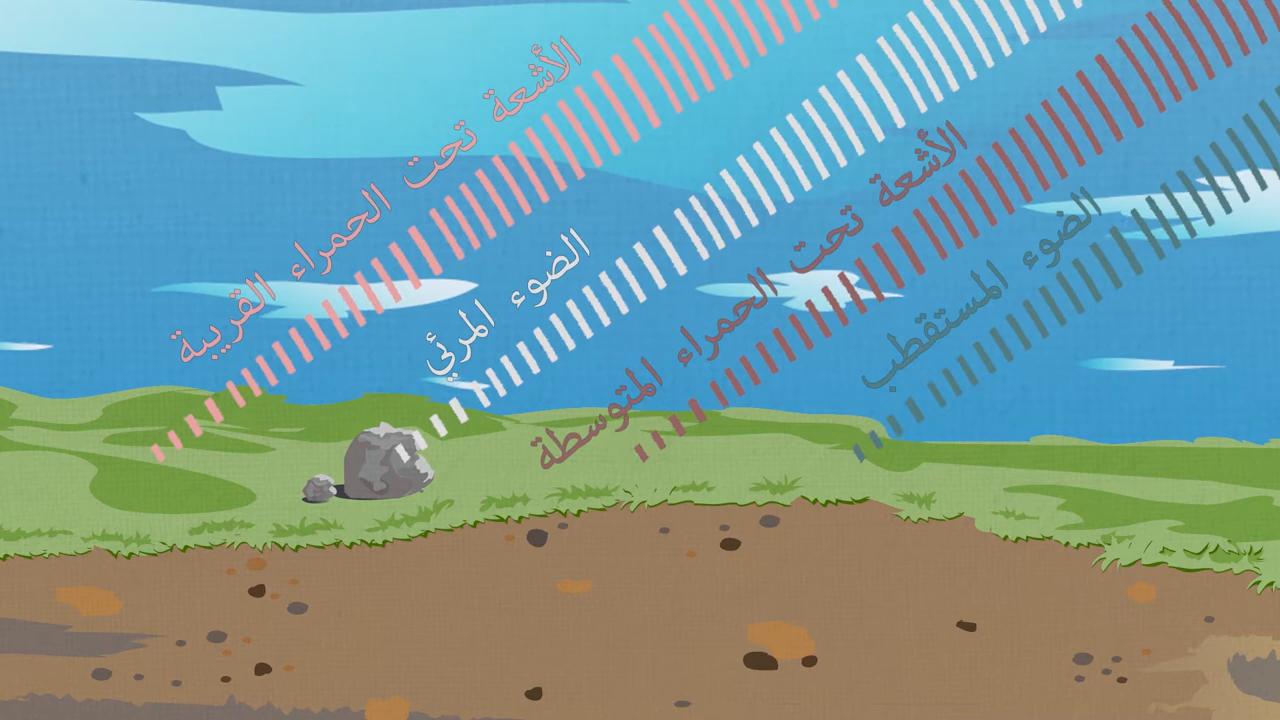 الأشعة تحت الحمراء القريبة
الضوء المرئي
الأشعة تحت الحمراء المتوسطة
الضوء المستقطب